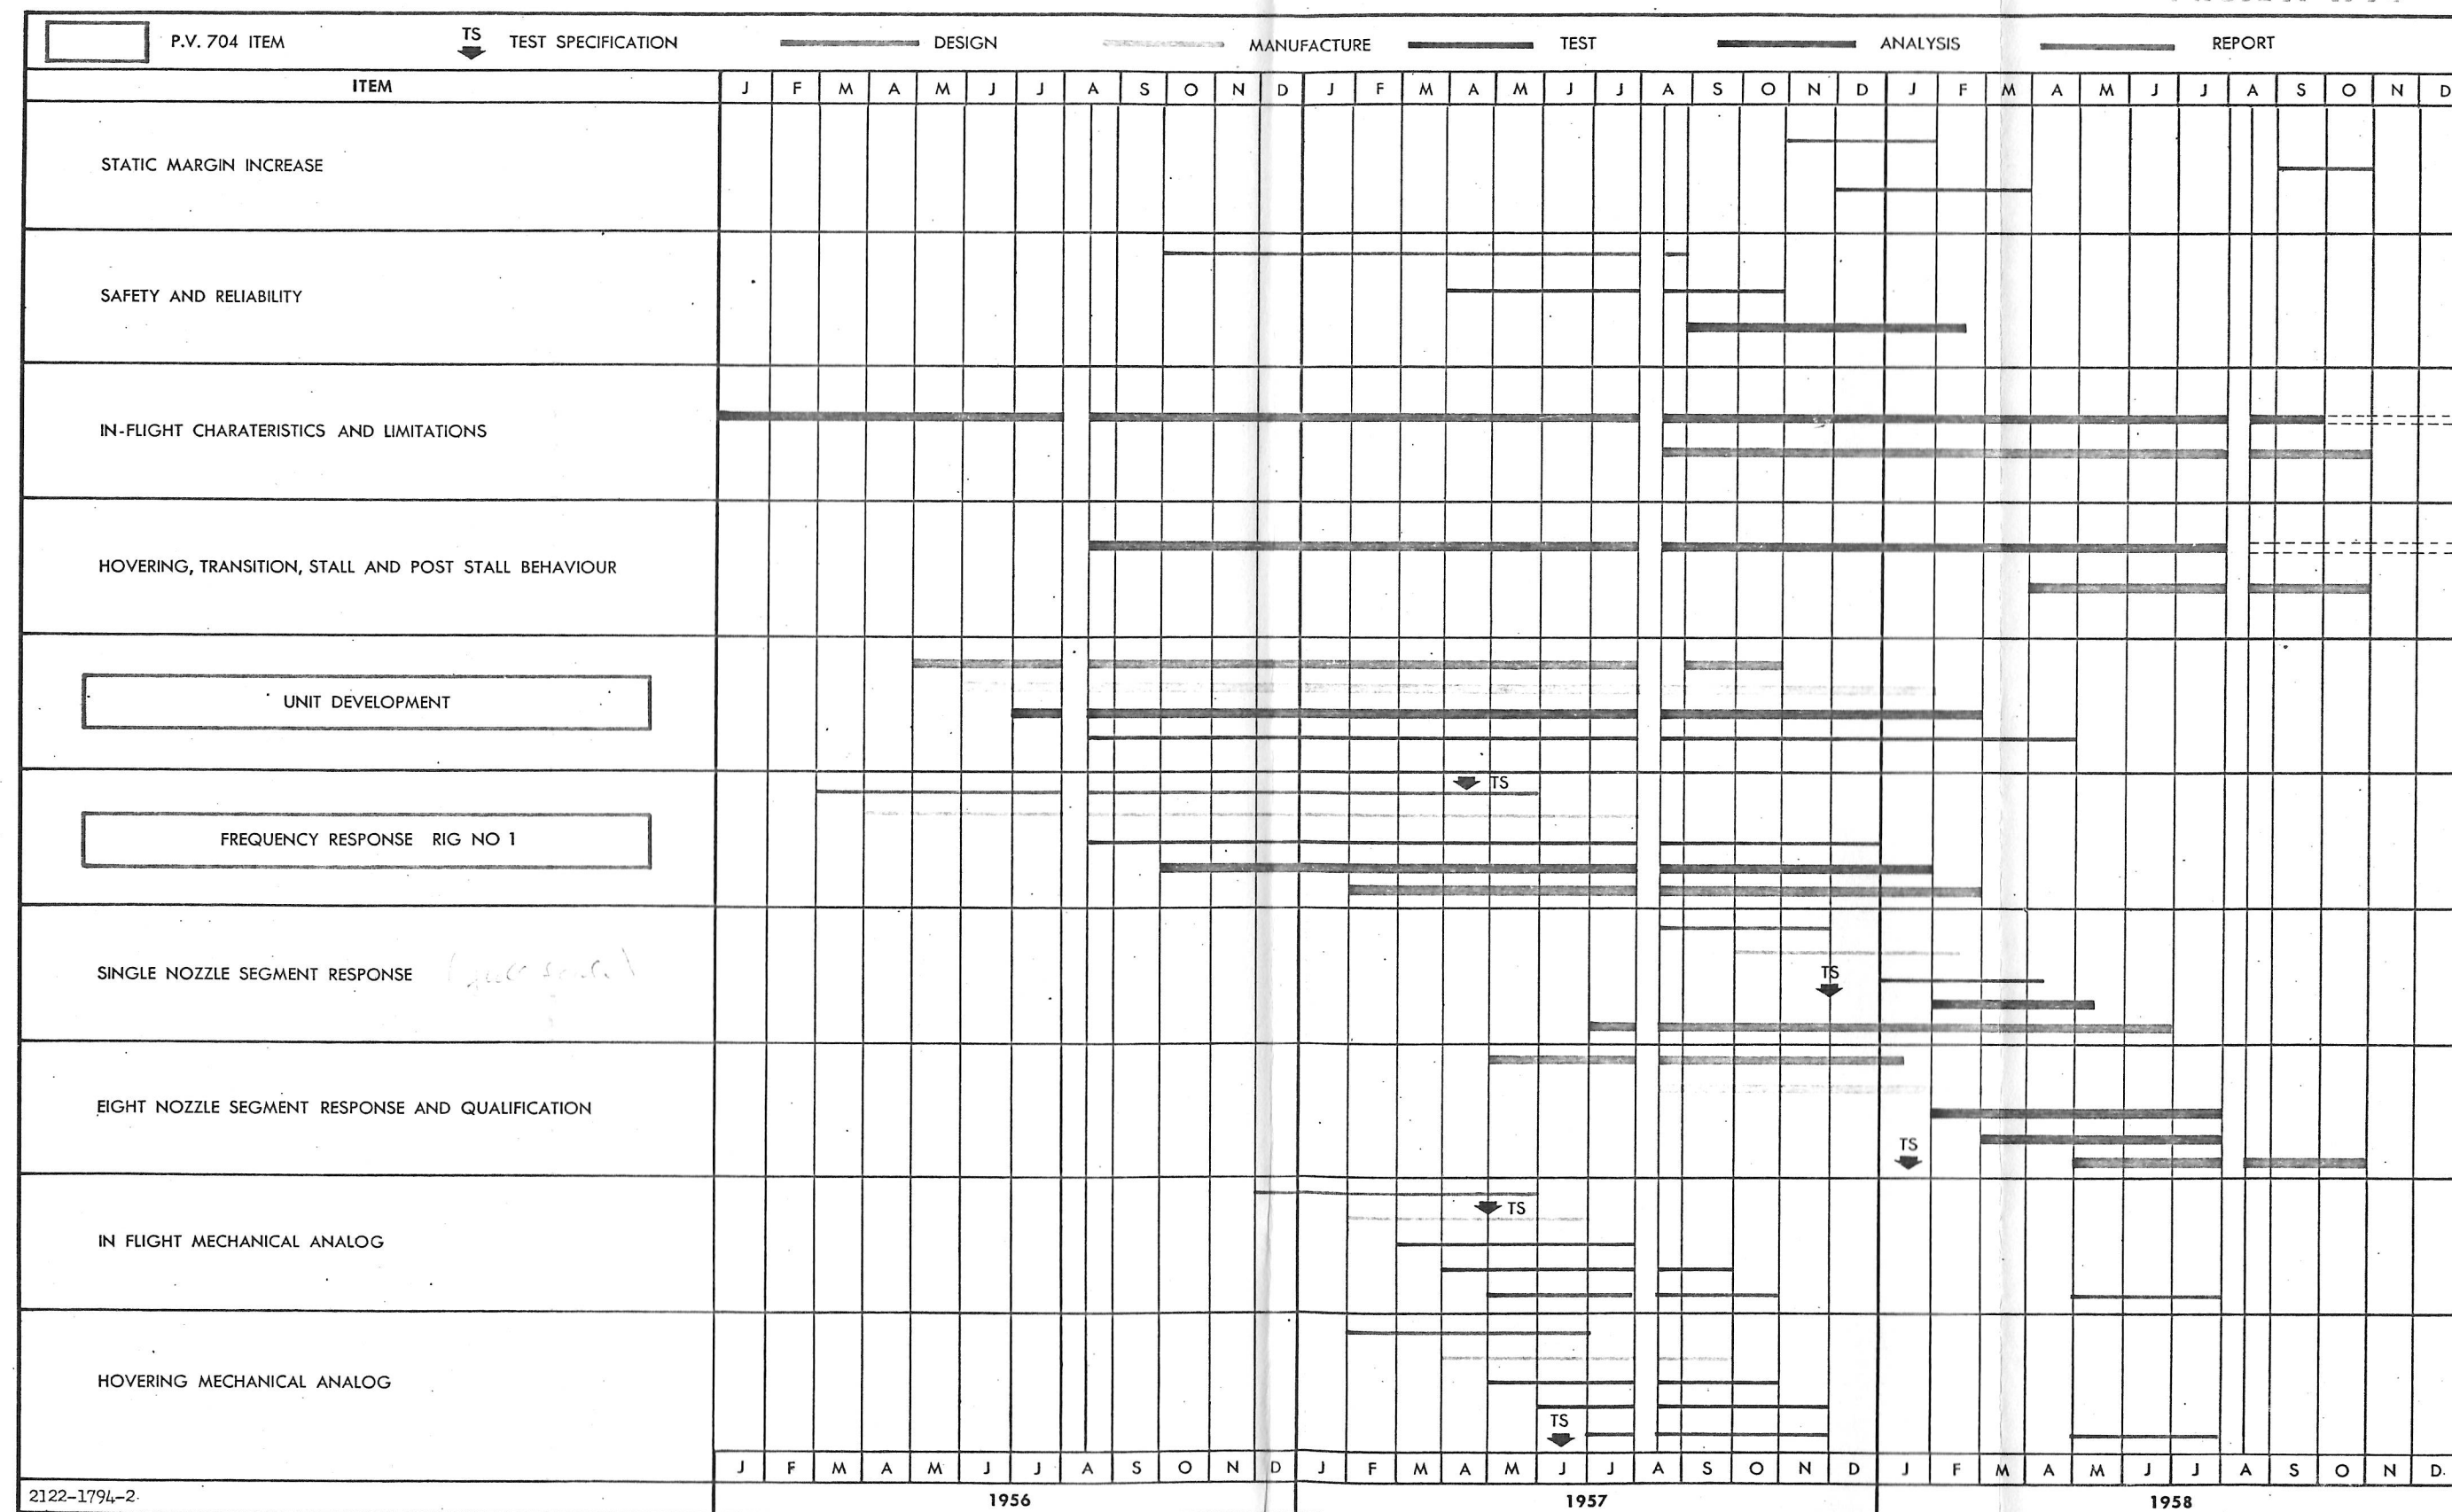 P.V. 704 ITEM TS TEST SPECIFICATION DESIGN MANUFACTURE TEST ANALYSIS REPORT
ITEM J F M A M J J A S O N D J F M A M J J A S O N D J F M A M J J A S O N D
STATIC MARGIN INCREASE
SAFETY AND RELIABILITY
IN-FLIGHT CHARATERISTICS AND LIMITATIONS
HOVERING, TRANSITION, STALL AND POST STALL BEHAVIOUR
UNIT DEVELOPMENT
TS
FREQUENCY RESPONSE RIG NO 1
SINGLE NOZZLE SEGMENT RESPONSE
TS
EIGHT NOZZLE SEGMENT RESPONSE AND QUALIFICATION
TS
TS
IN FLIGHT MECHANICAL ANALOG
HOVERING MECHANICAL ANALOG
TS
J F M A M J J A S O N D J F M A M J J A S O N D J F M A M J J A S O N D.
2122-1794-2. 1956 1957 1958